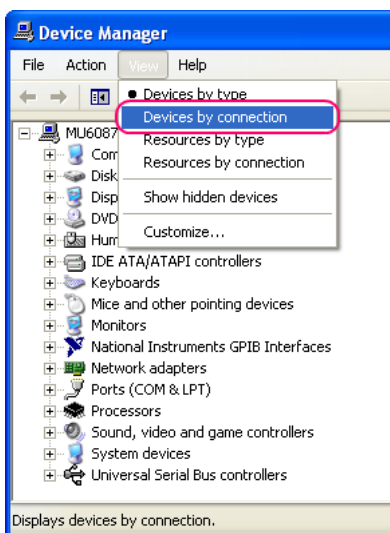 Device Manager
File Action View Help
Devices by type
Devices by connection
Resources by type
Resources by connection
Show hidden devices
Customize...
MU6087
Com
Disk
Disp
DVD
Hum
IDE ATA/ATAPI controllers
Keyboards
Mice and other pointing devices
Monitors
National Instruments GPIB Interfaces
Network adapters
Ports (COM & LPT)
Processors
Sound, video and game controllers
System devices
Universal Serial Bus controllers
Displays devices by connection.